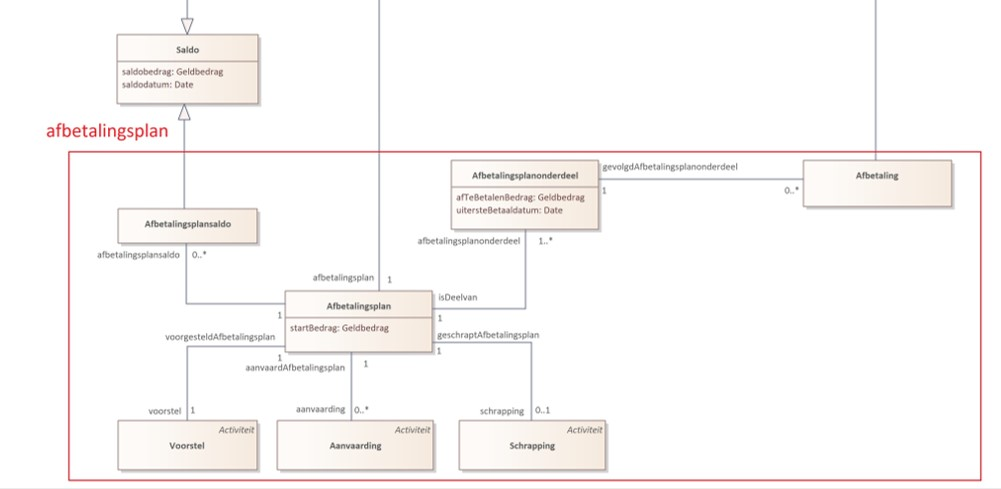 Saldo
saldobedrag: Geldbedrag
saldodatum: Date
afbetalingsplan
Afbetalingsplanonderdeel
afTeBetalenBedrag: Geldbedrag
uitersteBetaaldatum: Date
gevolgdAfbetalingsplanonderdeel
1
0..*
Afbetaling
Afbetalingsplansaldo
afbetalingsplansaldo
0..*
afbetalingsplanonderdeel
1..*
afbetalingsplan
1
isDeelvan
1
1
Afbetalingsplan
startBedrag: Geldbedrag
voorgesteldAfbetalingsplan
1
geschraptAfbetalingsplan
1
aanvaardAfbetalingsplan
1
voorstel
1
aanvaarding
0..*
schrapping
0..1
Activiteit
Voorstel
Activiteit
Aanvaarding
Activiteit
Schrapping